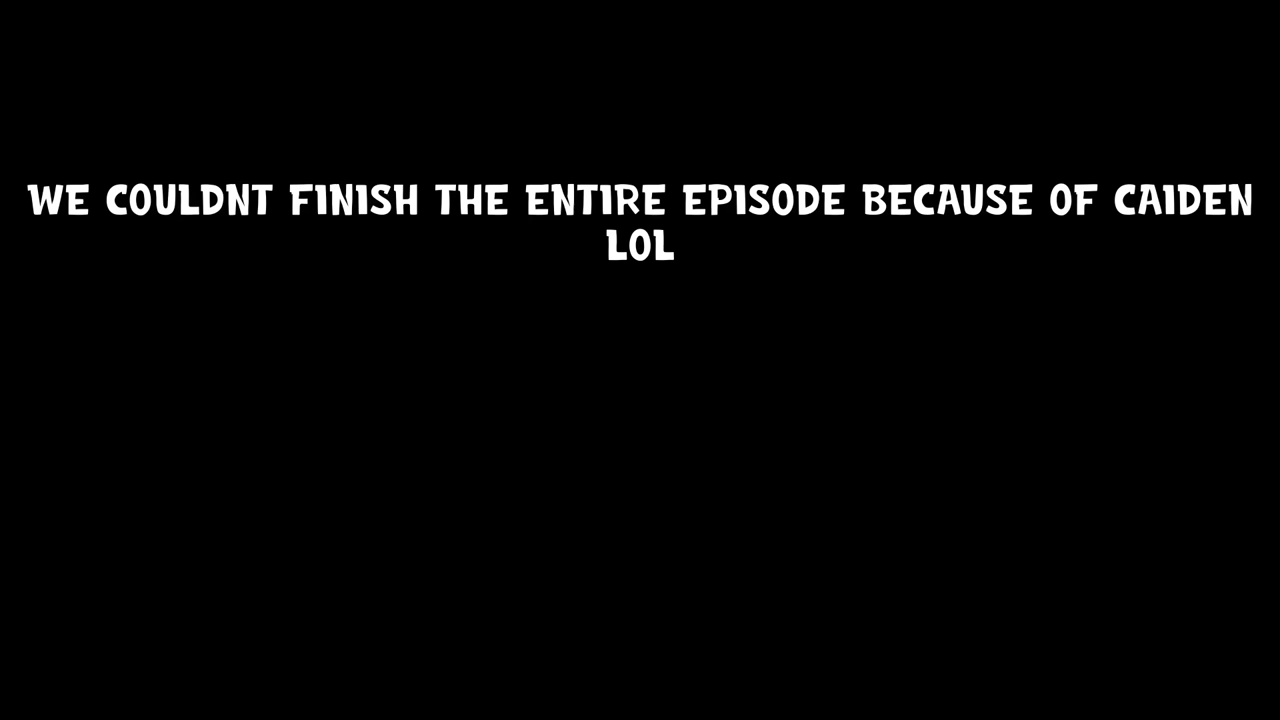 WE COULDNT FINISH THE ENTIRE EPISODE BECAUSE OF CAIDEN
LOL